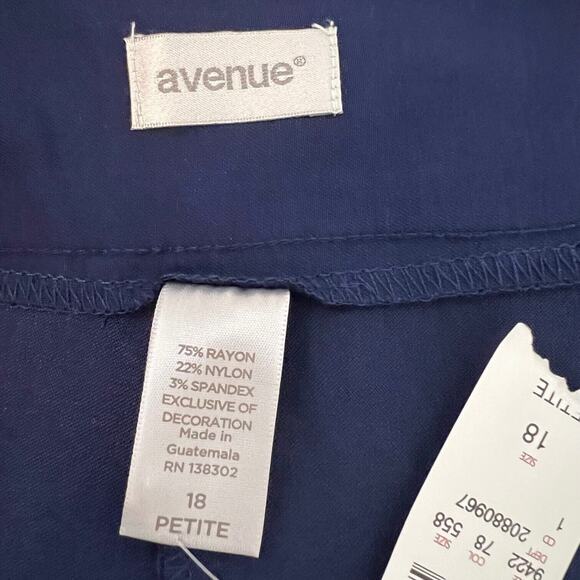 avenue®
75% RAYON
22% NYLON
3% SPANDEX
EXCLUSIVE OF
DECORATION
Made in
Guatemala
RN 138302
18
PETITE
SIZE
18
CO DEPT
1 20880967
COL SIZE
78 558
9422